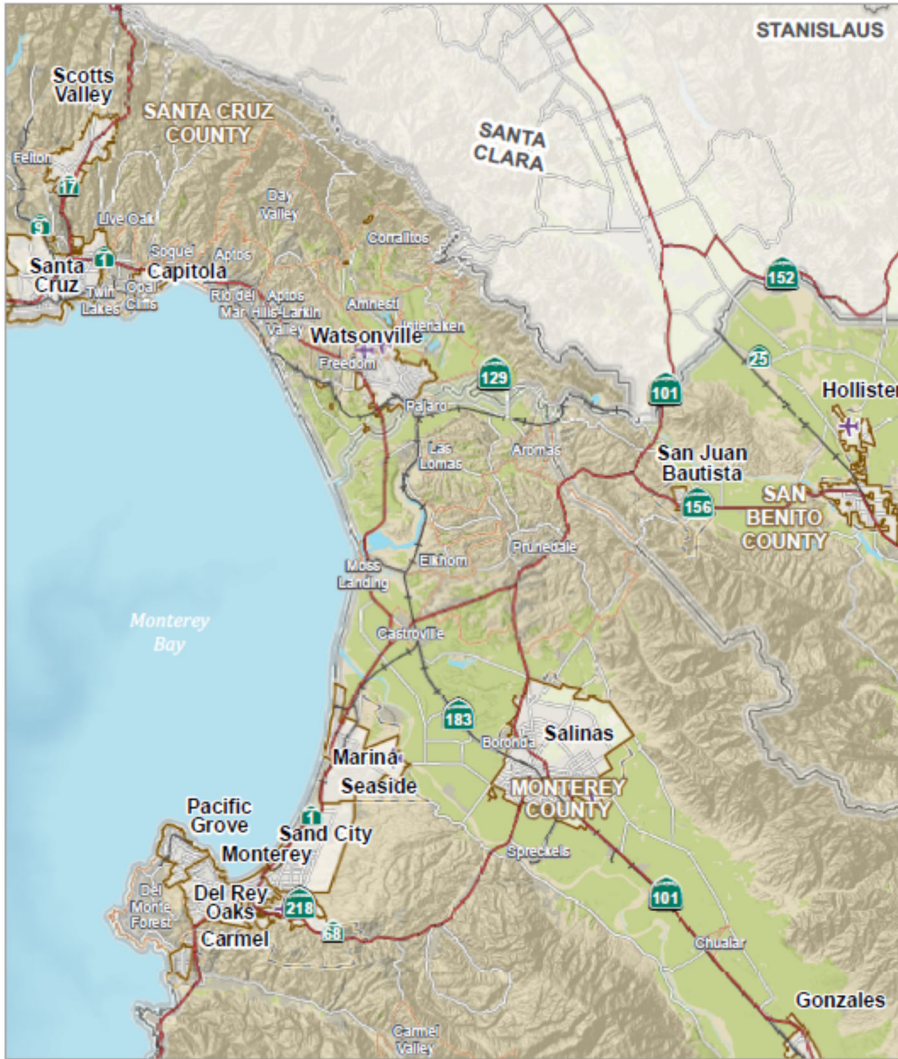 STANISLAUS
Scotts
Valley
SANTA CRUZ
COUNTY
SANTA
CLARA
Felton
17
Day
Valley
9
Live Oak
Corralitos
1
Soquel
Aptos
Santa
Cruz
Capitola
152
Twin
Lakes
Opal
Cliffs
Rio del
Mar
Aptos
Hills-Larkin
Valley
Amnesti
Watsonville
25
Freedom
129
101
Hollister
Pajaro
Las
Lomas
Aromas
San Juan
Bautista
156
SAN
BENITO
COUNTY
Prunedale
Elkhorn
Moss
Landing
Monterey
Bay
Castroville
183
Salinas
Boronda
Marina
Seaside
MONTEREY
COUNTY
Pacific
Grove
1
Sand City
Monterey
Spreckels
Del
Monte
Forest
Del Rey
Oaks
218
101
68
Carmel
Chualar
Gonzales
Carmel
Valley